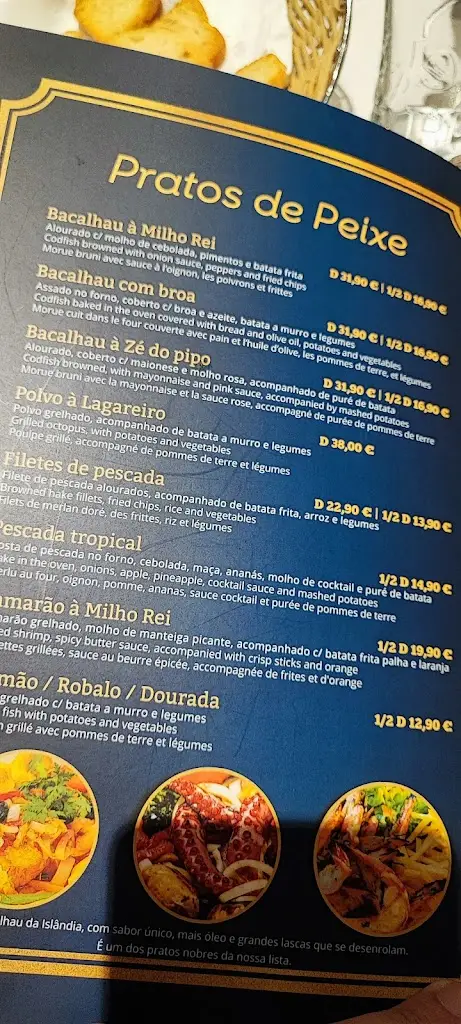 Pratos de Peixe
Bacalhau à Milho Rei
Alourado c/ molho de cebolada, pimentos e batata frita
Codfish browned with onion sauce, peppers and fried chips
Morue bruni avec sauce à l'oignon, les poivrons et frittes
D 31,90 € | 1/2 D 16,90 €
Bacalhau com broa
Assado no forno, coberto c/ broa e azeite, batata a murro e legumes
Codfish baked in the oven covered with bread and olive oil, potatoes and vegetables
Morue cuit dans le four couverte avec pain et l'huile d'olive, les pommes de terre, et légumes
D 31,90 € | 1/2 D 16,90 €
Bacalhau à Zé do pipo
Alourado, coberto c/ maionese e molho rosa, acompanhado de puré de batata
Codfish browned, with mayonnaise and pink sauce, accompanied by mashed potatoes
Morue bruni avec la mayonnaise et la sauce rose, accompagné de purée de pommes de terre
D 31,90 € | 1/2 D 16,90 €
Polvo à Lagareiro
Polvo grelhado, acompanhado de batata a murro e legumes
Grilled octopus, with potatoes and vegetables
Poulpe grillé, accompagné de pommes de terre et légumes
D 38,00 €
Filetes de pescada
Filete de pescada alourados, acompanhado de batata frita, arroz e legumes
Browned hake fillets, fried chips, rice and vegetables
Filets de merlan doré, des frittes, riz et légumes
D 22,90 € | 1/2 D 13,90 €
Pescada tropical
osta de pescada no forno, cebolada, maça, ananás, molho de cocktail e puré de batata
ake in the oven, onions, apple, pineapple, cocktail sauce and mashed potatoes
erlu au four, oignon, pomme, ananas, sauce cocktail et purée de pommes de terre
1/2 D 14,90 €
amarão à Milho Rei
arão grelhado, molho de manteiga picante, acompanhado c/ batata frita palha e laranja
ed shrimp, spicy butter sauce, accompanied with crisp sticks and orange
ettes grillées, sauce au beurre épicée, accompagnée de frites et d'orange
1/2 D 19,90 €
mão / Robalo / Dourada
grelhado c/ batata a murro e legumes
fish with potatoes and vegetables
n grillé avec pommes de terre et légumes
1/2 D 12,90 €
lhau da Islândia, com sabor único, mais óleo e grandes lascas que se desenrolam.
É um dos pratos nobres da nossa lista.